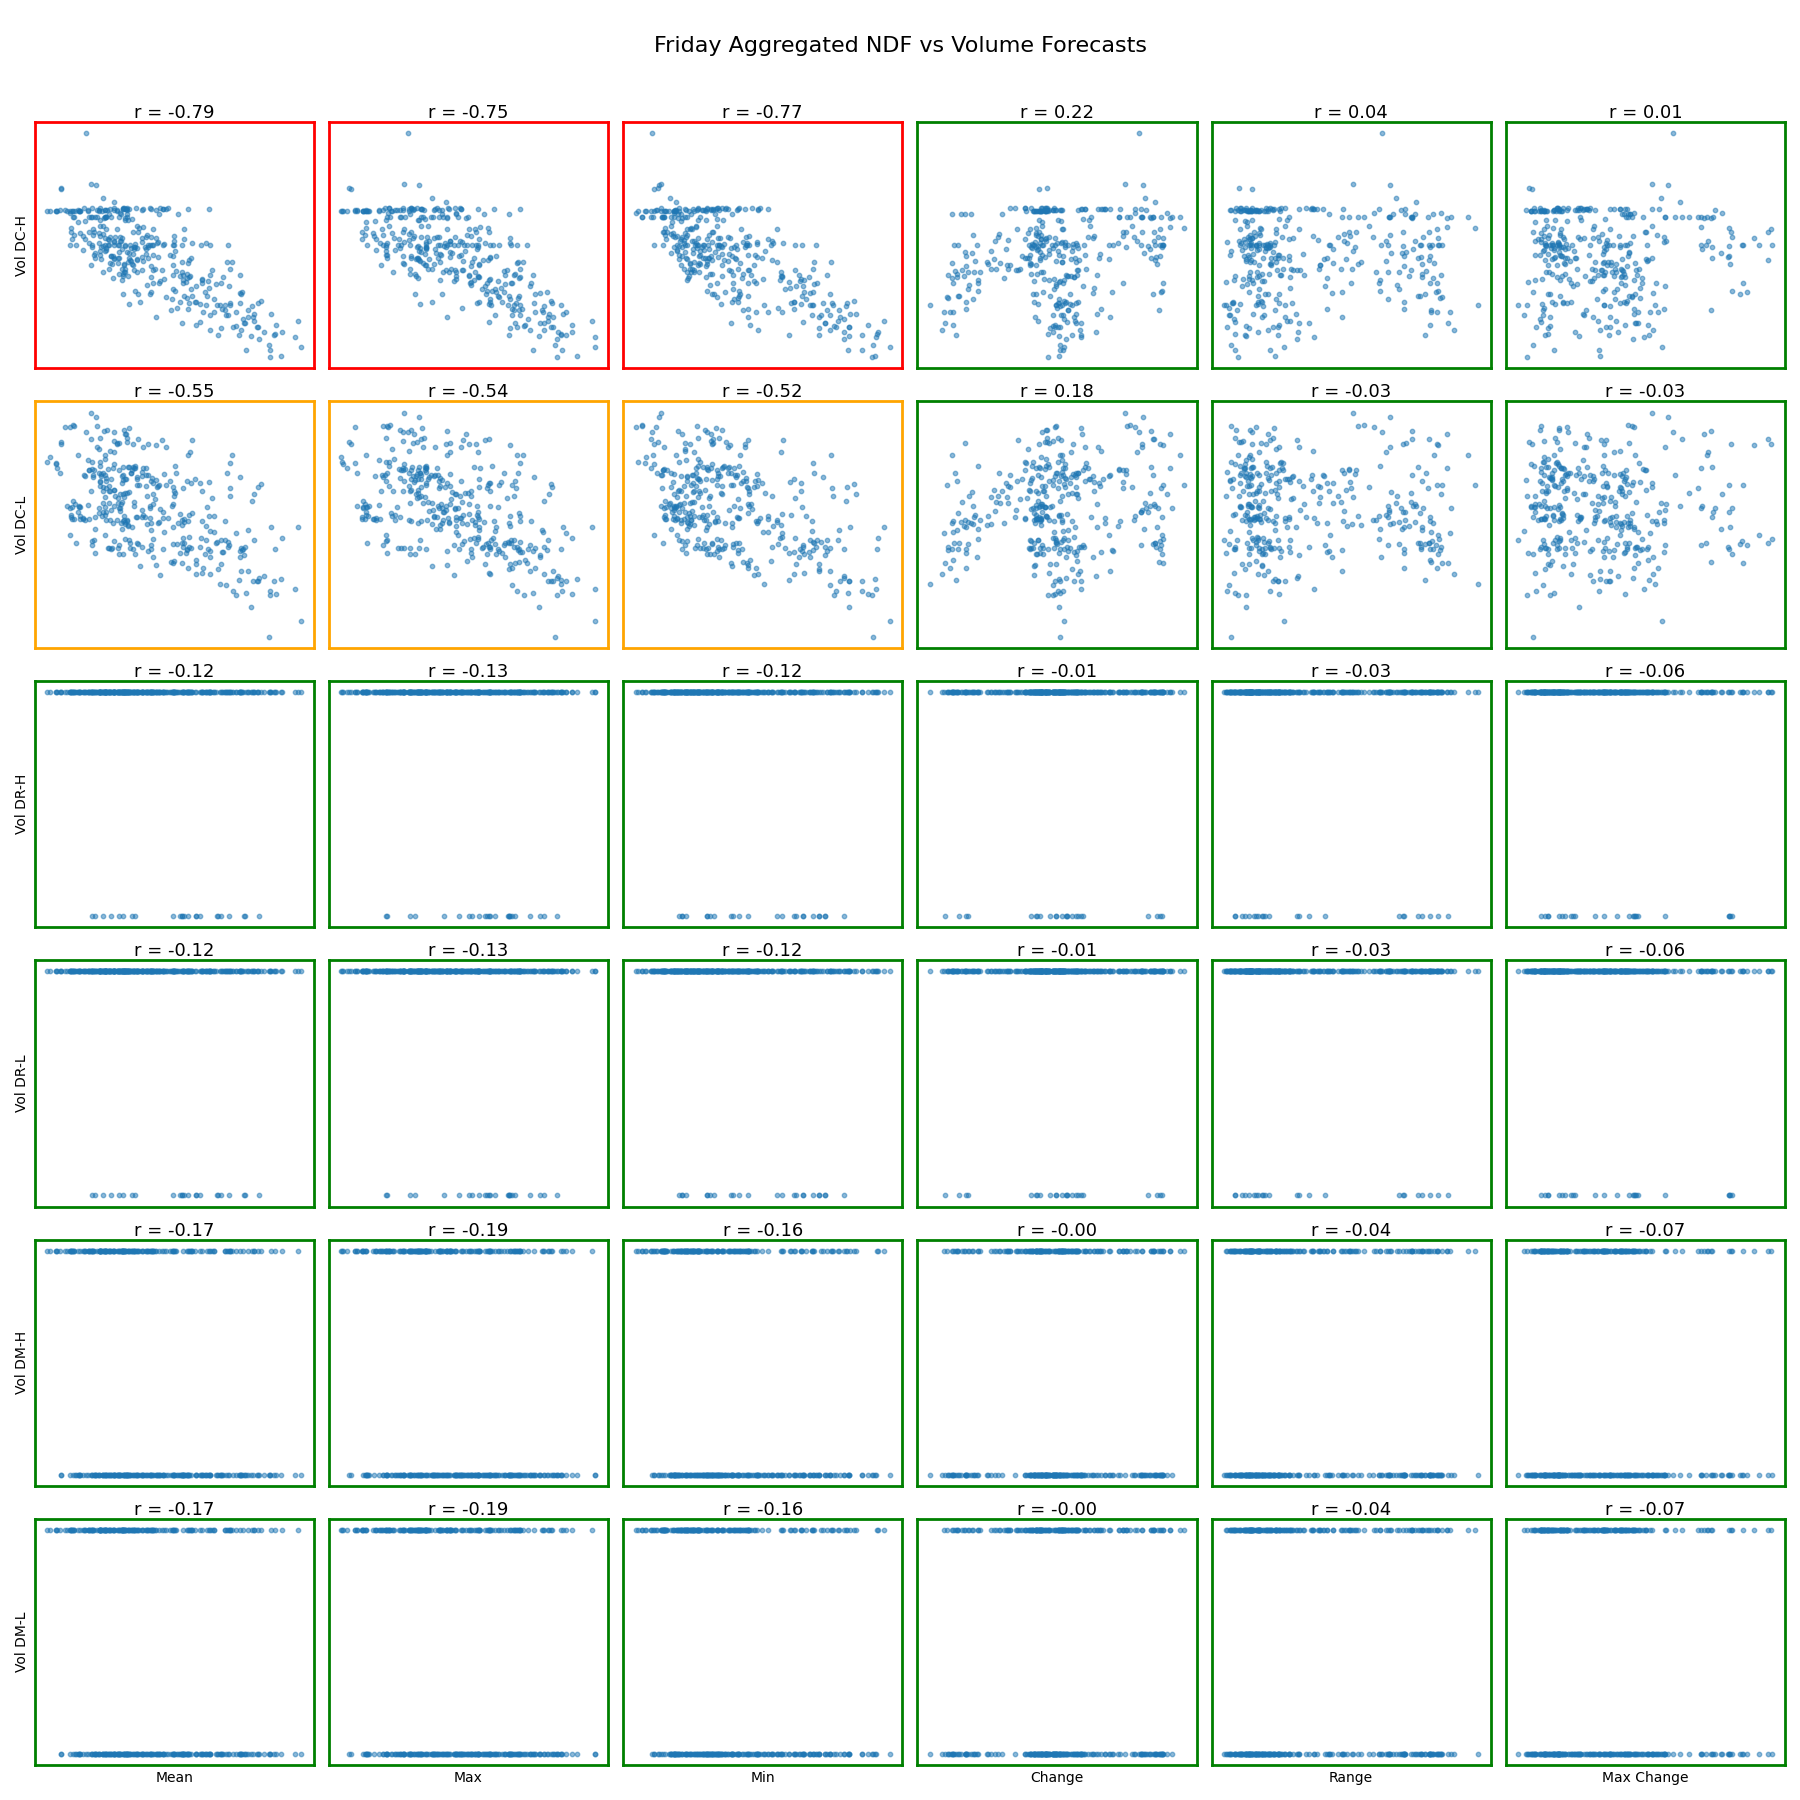 Friday Aggregated NDF vs Volume Forecasts
r = -0.79
r = -0.75
r = -0.77
r = 0.22
r = 0.04
r = 0.01
Vol DC-H
r = -0.55
r = -0.54
r = -0.52
r = 0.18
r = -0.03
r = -0.03
Vol DC-L
r = -0.12
r = -0.13
r = -0.12
r = -0.01
r = -0.03
r = -0.06
Vol DR-H
r = -0.12
r = -0.13
r = -0.12
r = -0.01
r = -0.03
r = -0.06
Vol DR-L
r = -0.17
r = -0.19
r = -0.16
r = -0.00
r = -0.04
r = -0.07
Vol DM-H
r = -0.17
r = -0.19
r = -0.16
r = -0.00
r = -0.04
r = -0.07
Vol DM-L
Mean
Max
Min
Change
Range
Max Change